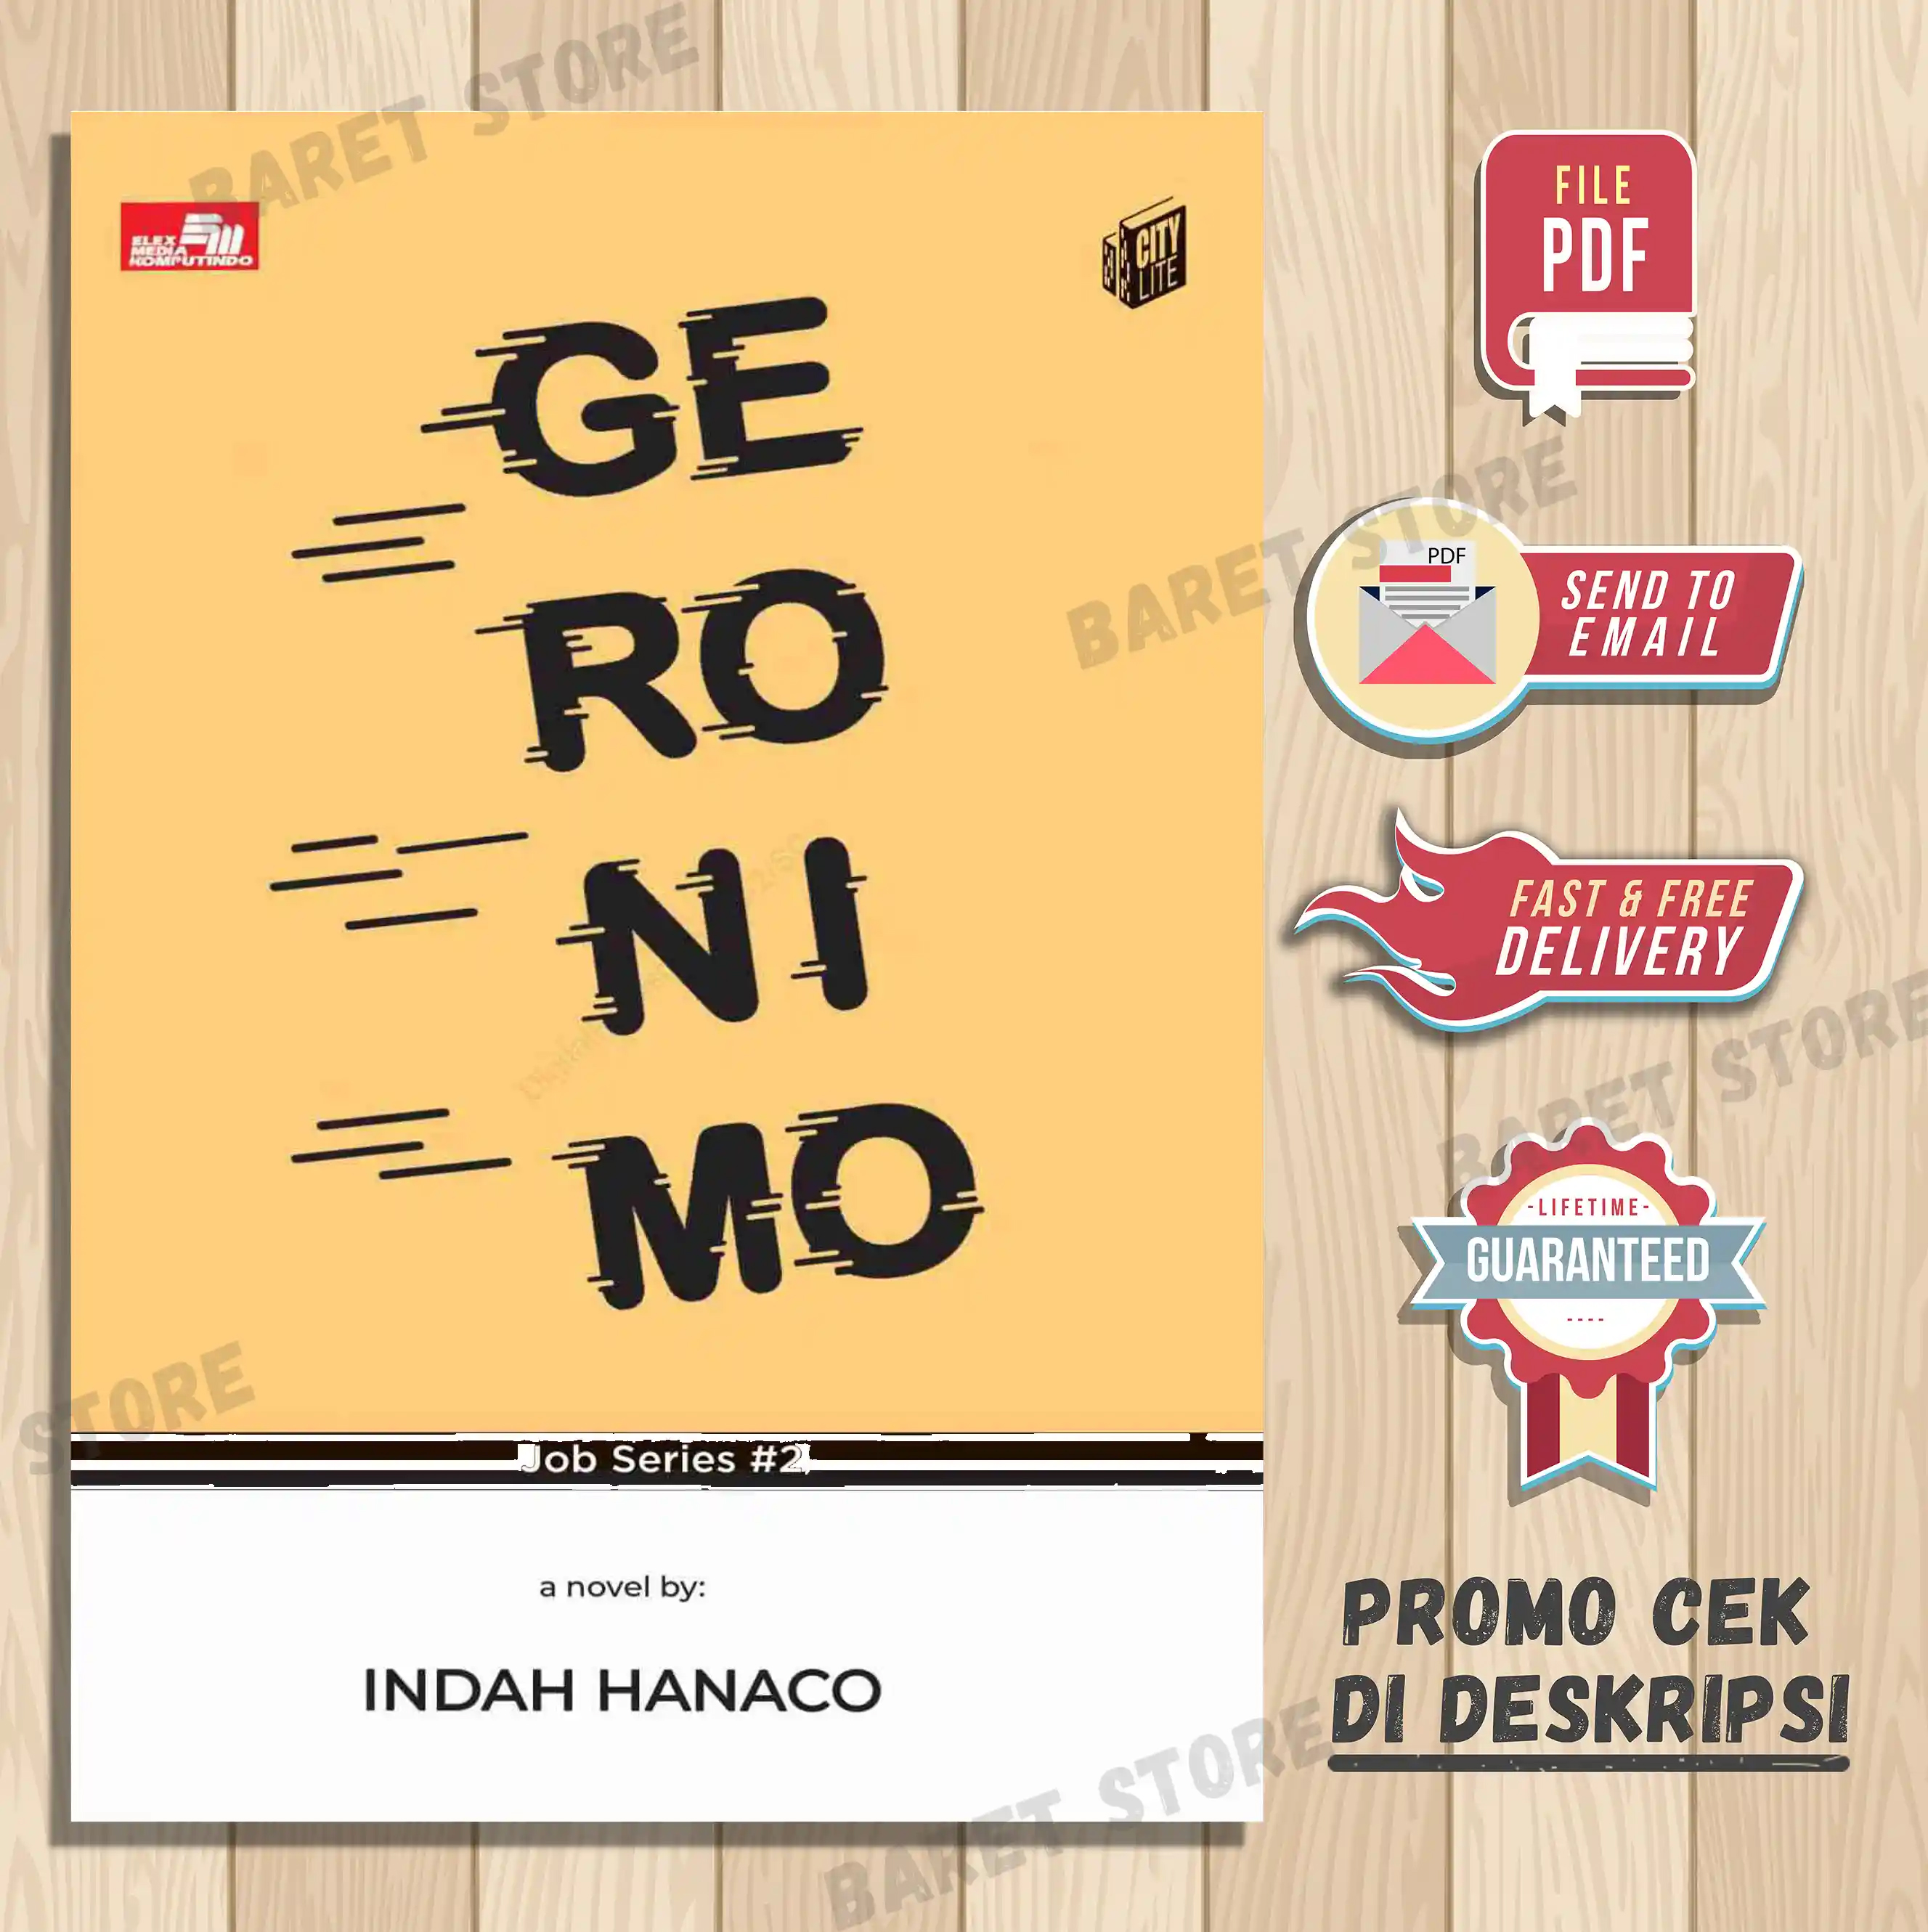 BARET STORE
ELEX
MEDIA
KOMPUTINDO
CITY
LITE
GE
RO
NI
MO
Job Series #2
a novel by:
INDAH HANACO
FILE
PDF
BARET STORE
PDF
SEND TO
EMAIL
FAST & FREE
DELIVERY
BARET STORE
-LIFETIME-
GUARANTEED
----
STORE
PROMO CEK
DI DESKRIPSI
BARET STORE